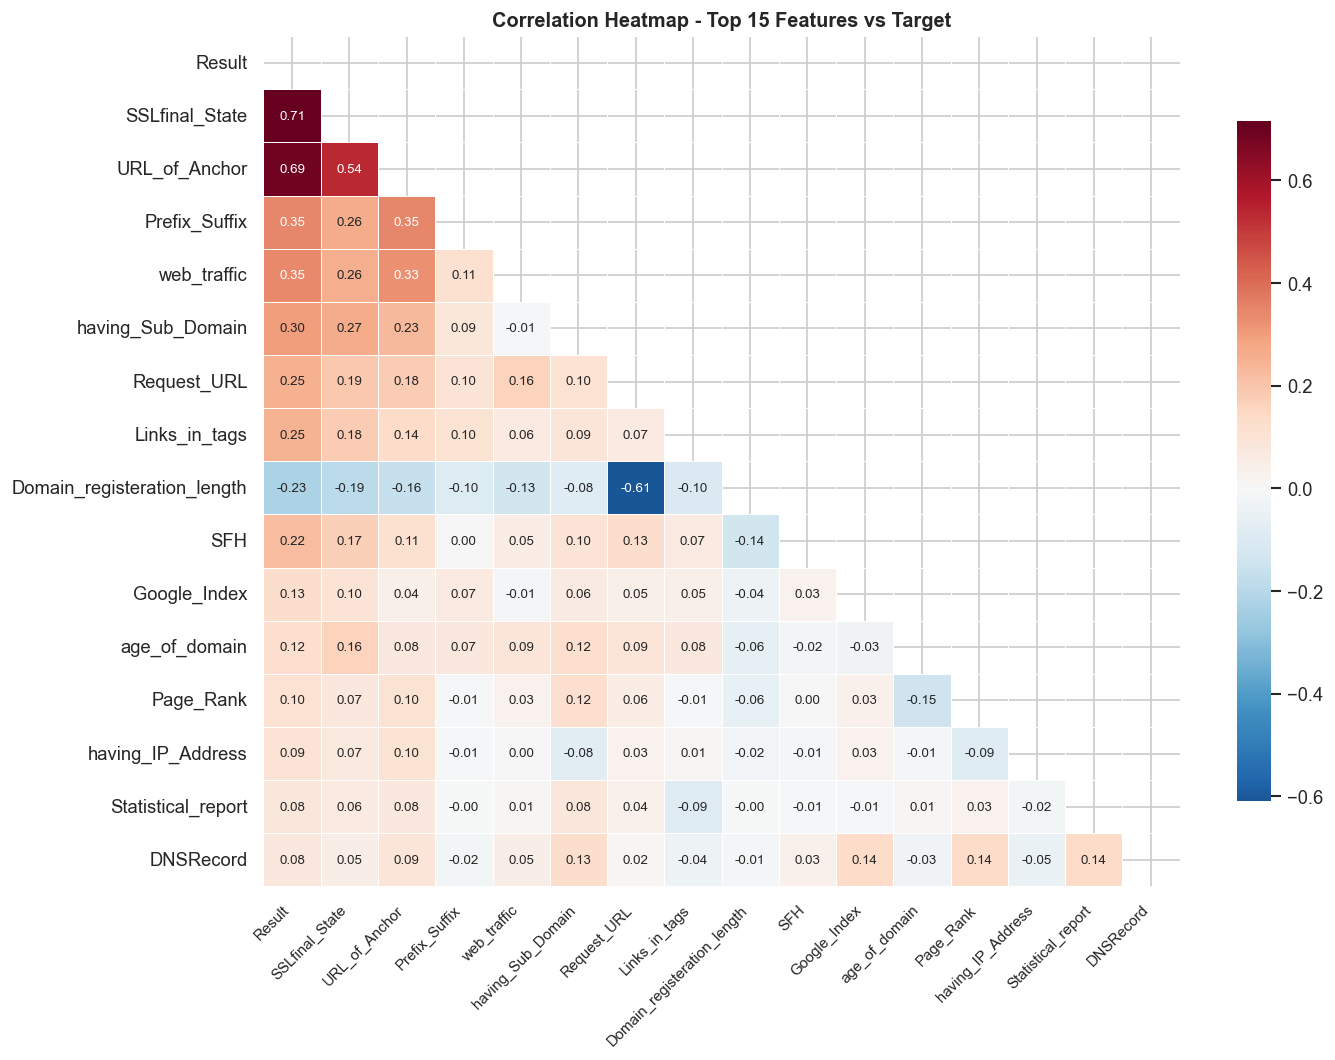 Correlation Heatmap - Top 15 Features vs Target
Result
SSLfinal_State 0.71
URL_of_Anchor 0.69 0.54
Prefix_Suffix 0.35 0.26 0.35
web_traffic 0.35 0.26 0.33 0.11
having_Sub_Domain 0.30 0.27 0.23 0.09 -0.01
Request_URL 0.25 0.19 0.18 0.10 0.16 0.10
Links_in_tags 0.25 0.18 0.14 0.10 0.06 0.09 0.07
Domain_registeration_length -0.23 -0.19 -0.16 -0.10 -0.13 -0.08 -0.61 -0.10
SFH 0.22 0.17 0.11 0.00 0.05 0.10 0.13 0.07 -0.14
Google_Index 0.13 0.10 0.04 0.07 -0.01 0.06 0.05 0.05 -0.04 0.03
age_of_domain 0.12 0.16 0.08 0.07 0.09 0.12 0.09 0.08 -0.06 -0.02 -0.03
Page_Rank 0.10 0.07 0.10 -0.01 0.03 0.12 0.06 -0.01 -0.06 0.00 0.03 -0.15
having_IP_Address 0.09 0.07 0.10 -0.01 0.00 -0.08 0.03 0.01 -0.02 -0.01 0.03 -0.01 -0.09
Statistical_report 0.08 0.06 0.08 -0.00 0.01 0.08 0.04 -0.09 -0.00 -0.01 -0.01 0.01 0.03 -0.02
DNSRecord 0.08 0.05 0.09 -0.02 0.05 0.13 0.02 -0.04 -0.01 0.03 0.14 -0.03 0.14 -0.05 0.14
Result
SSLfinal_State
URL_of_Anchor
Prefix_Suffix
web_traffic
having_Sub_Domain
Request_URL
Links_in_tags
Domain_registeration_length
SFH
Google_Index
age_of_domain
Page_Rank
having_IP_Address
Statistical_report
DNSRecord
0.6
0.4
0.2
0.0
−0.2
−0.4
−0.6